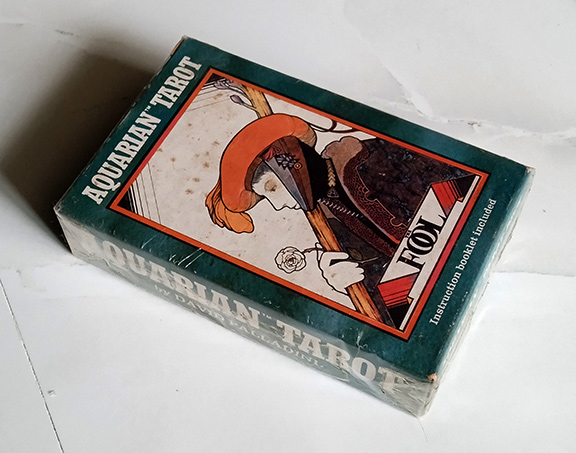 AQUARIAN™ TAROT
FOOL
Instruction booklet included
AQUARIAN™ TAROT
by DAVID PALLADINI